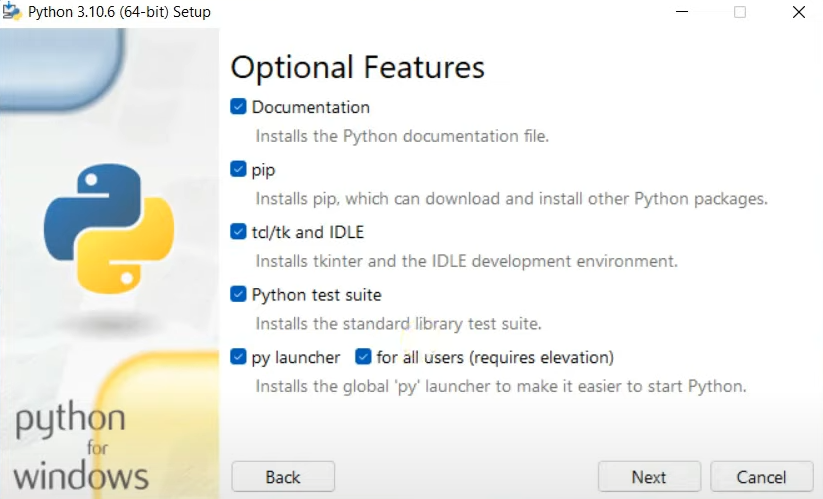 Python 3.10.6 (64-bit) Setup
Optional Features
Documentation
Installs the Python documentation file.
pip
Installs pip, which can download and install other Python packages.
tcl/tk and IDLE
Installs tkinter and the IDLE development environment.
Python test suite
Installs the standard library test suite.
py launcher for all users (requires elevation)
Installs the global 'py' launcher to make it easier to start Python.
python
for
windows
Back Next Cancel